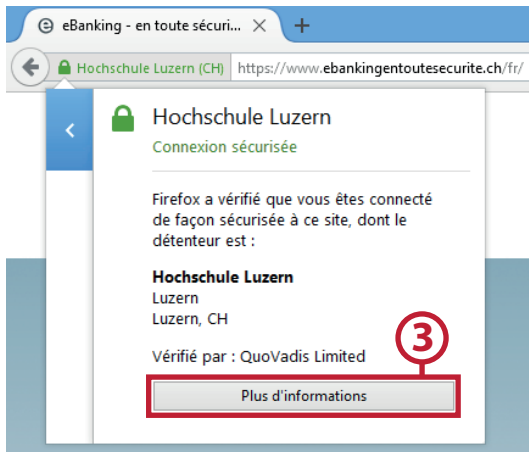 eBanking - en toute sécuri...
Hochschule Luzern (CH) https://www.ebankingentoutesecurite.ch/fr/
Hochschule Luzern
Connexion sécurisée
Firefox a vérifié que vous êtes connecté
de façon sécurisée à ce site, dont le
détenteur est :
Hochschule Luzern
Luzern
Luzern, CH
Vérifié par : QuoVadis Limited
3
Plus d'informations